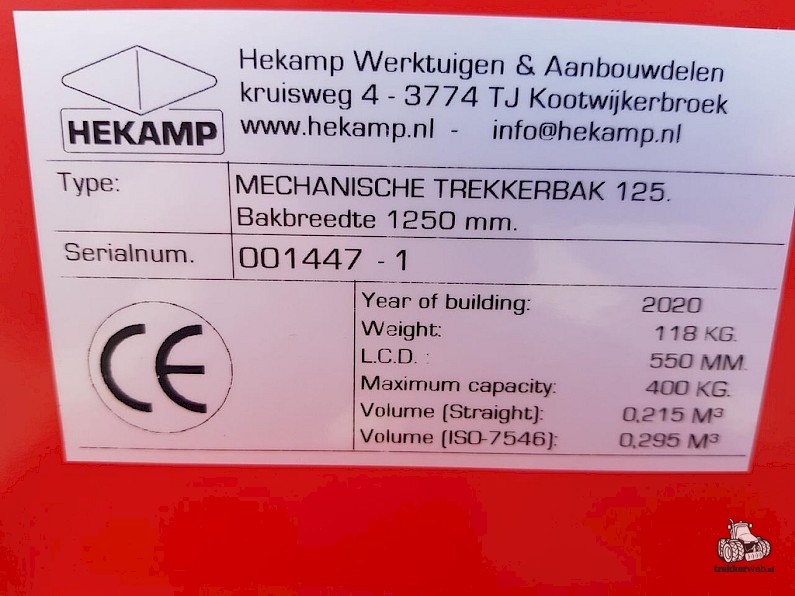 HEKAMP
Hekamp Werktuigen & Aanbouwdelen
kruisweg 4 - 3774 TJ Kootwijkerbroek
www.hekamp.nl - info@hekamp.nl
Type: MECHANISCHE TREKKERBAK 125.
Bakbreedte 1250 mm.
Serialnum. 001447 - 1
CE
Year of building: 2020
Weight: 118 KG.
L.C.D. : 550 MM.
Maximum capacity: 400 KG.
Volume (Straight): 0,215 M³
Volume (ISO-7546): 0,295 M³
trekkerweb.nl